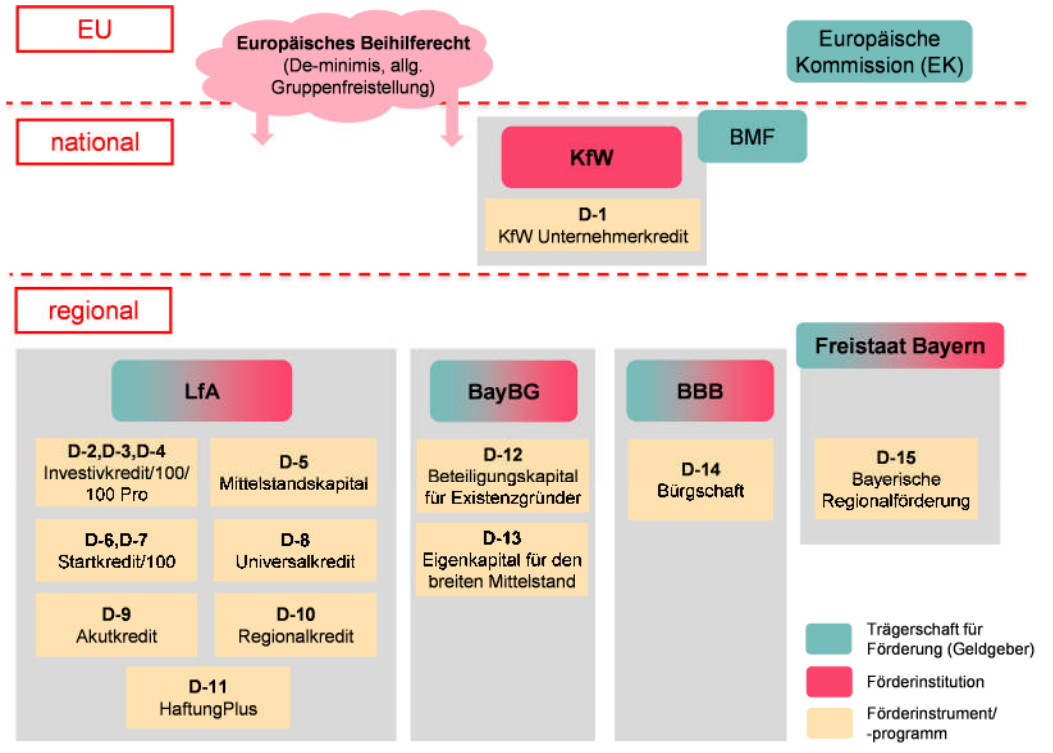 EU
Europäisches Beihilferecht
(De-minimis, allg.
Gruppenfreistellung)
Europäische
Kommission (EK)
national
KfW
BMF
D-1
KfW Unternehmerkredit
regional
Freistaat Bayern
LfA
BayBG
BBB
D-2,D-3,D-4
Investivkredit/100/
100 Pro
D-5
Mittelstandskapital
D-12
Beteiligungskapital
für Existenzgründer
D-14
Bürgschaft
D-15
Bayerische
Regionalförderung
D-6,D-7
Startkredit/100
D-8
Universalkredit
D-13
Eigenkapital für den
breiten Mittelstand
D-9
Akutkredit
D-10
Regionalkredit
D-11
HaftungPlus
Trägerschaft für
Förderung (Geldgeber)
Förderinstitution
Förderinstrument/
-programm